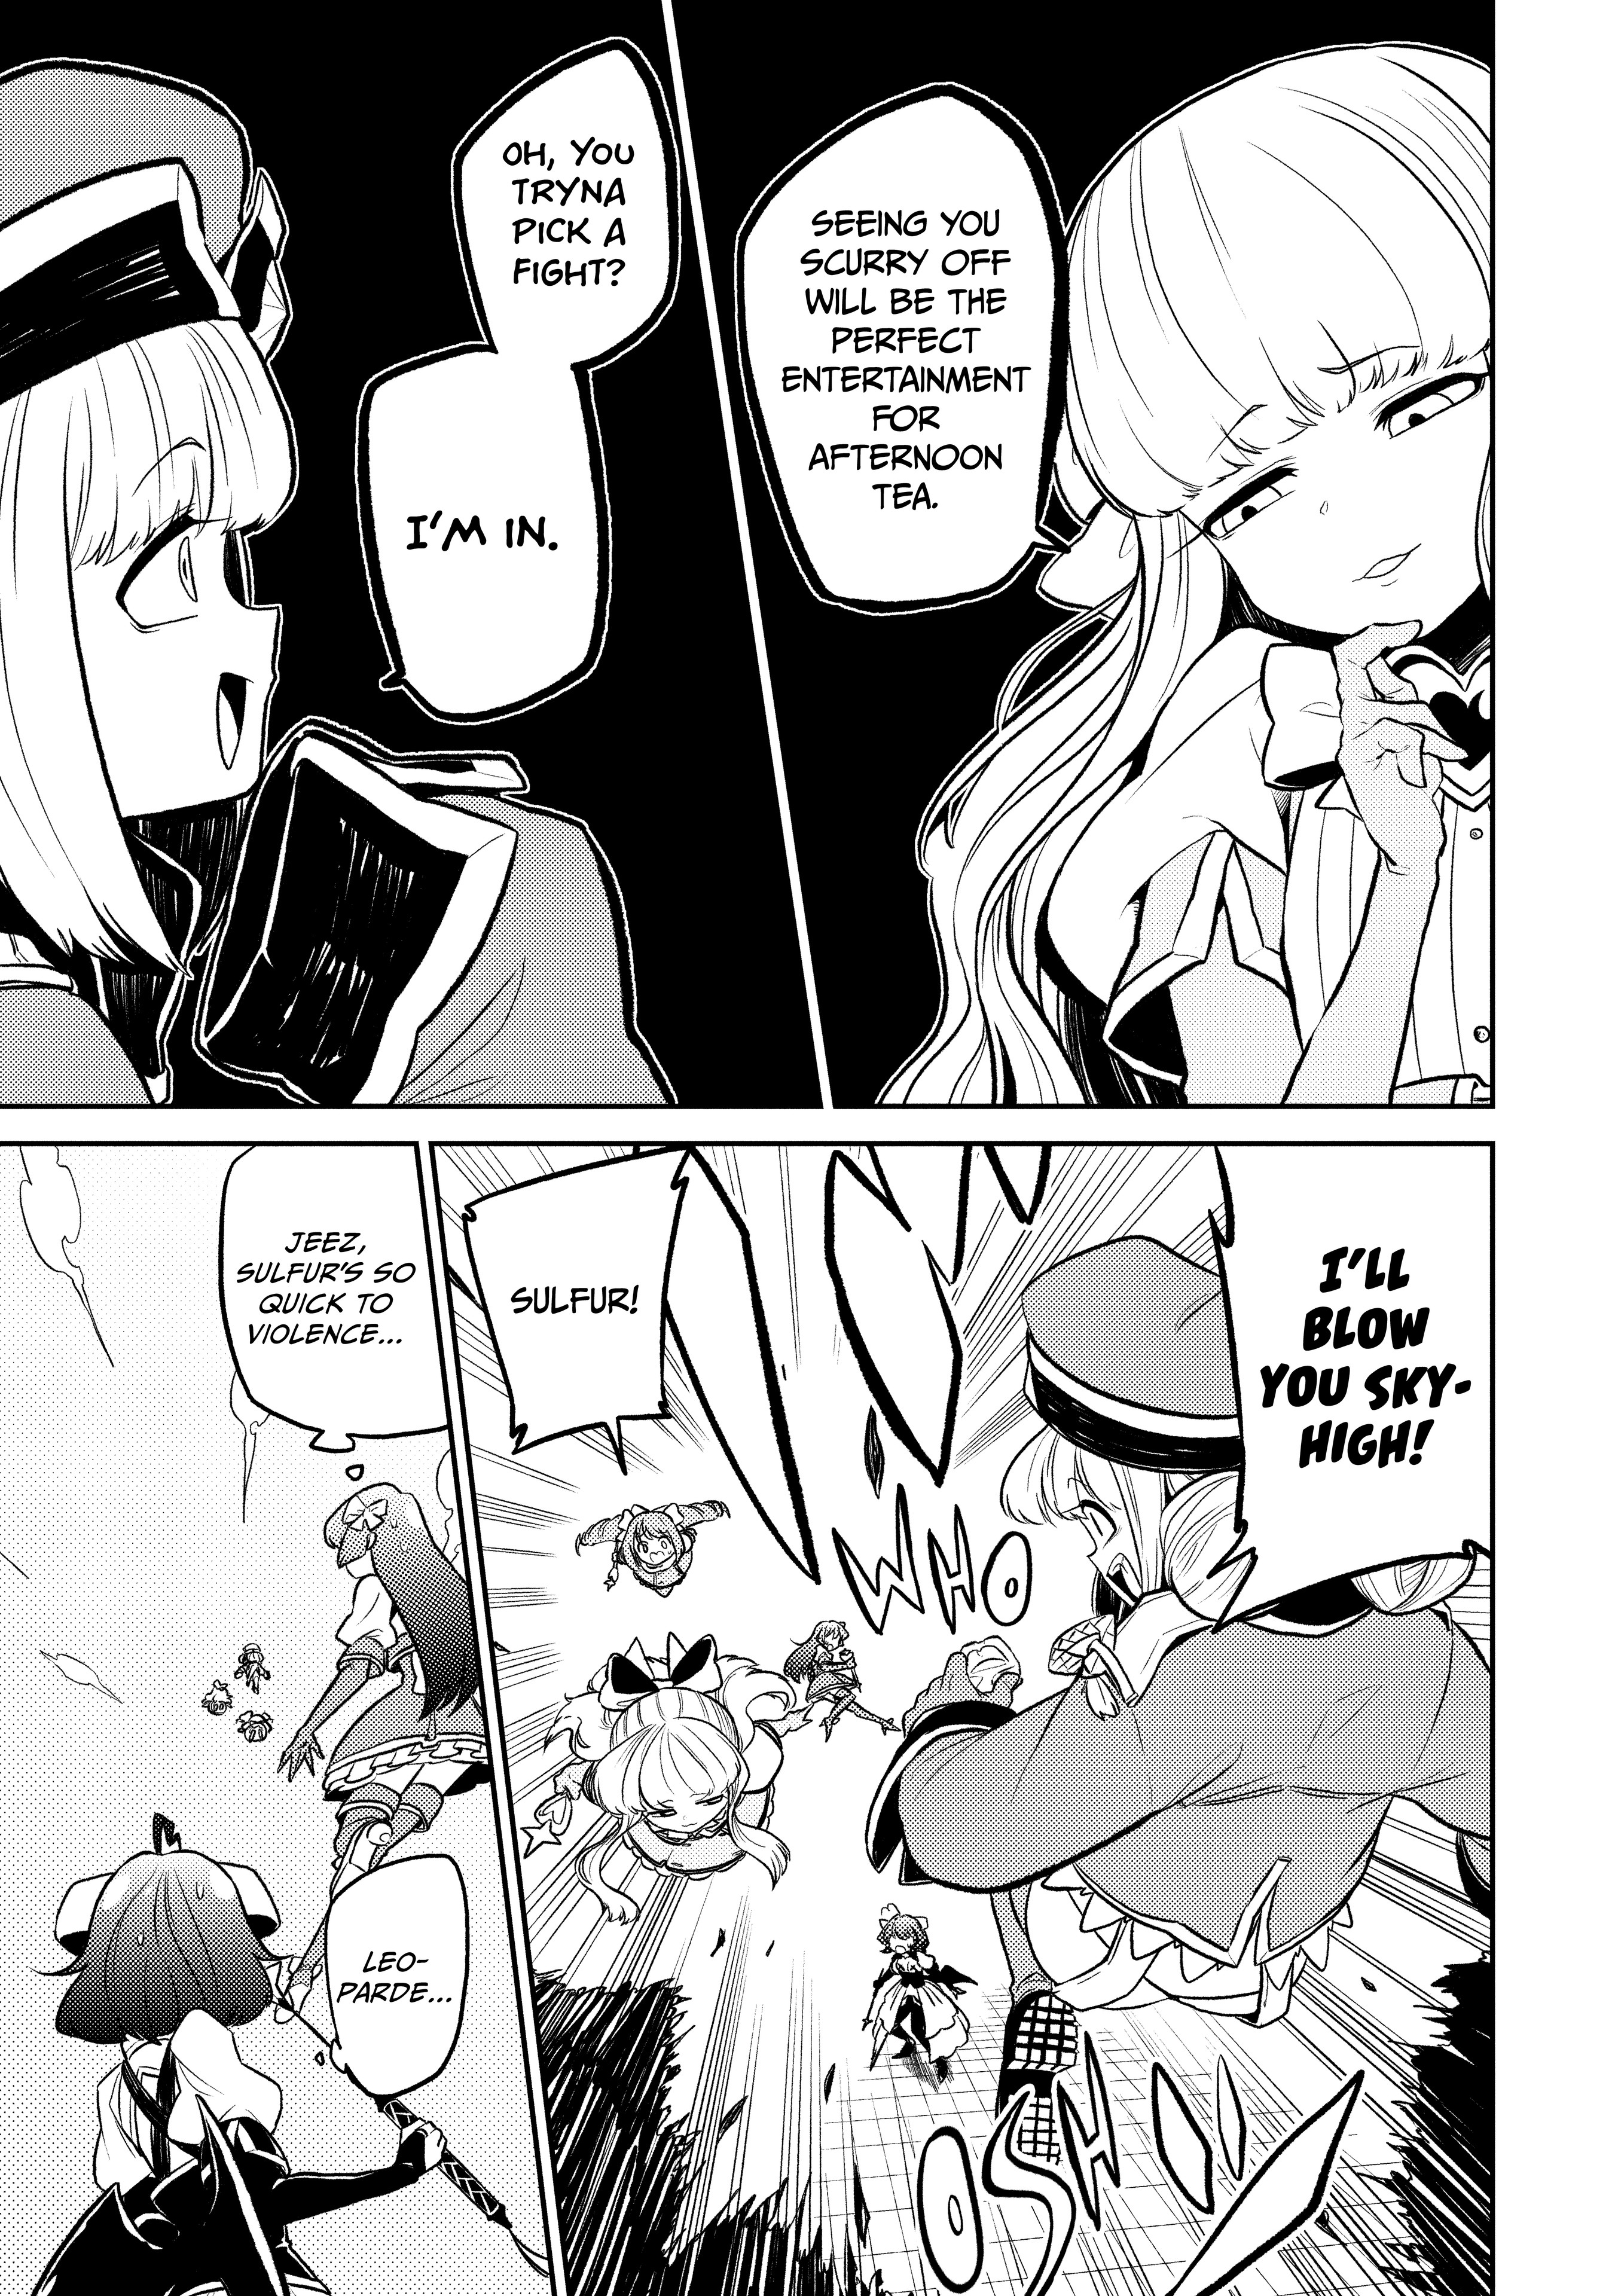 SEEING YOU
SCURRY OFF
WILL BE THE
PERFECT
ENTERTAINMENT
FOR
AFTERNOON
TEA.
OH, YOU
TRYNA
PICK A
FIGHT?
I'M IN.
I'LL
BLOW
YOU SKY-
HIGH!
WHO
OSH
SULFUR!
JEEZ,
SULFUR'S SO
QUICK TO
VIOLENCE...
LEO-
PARDE...